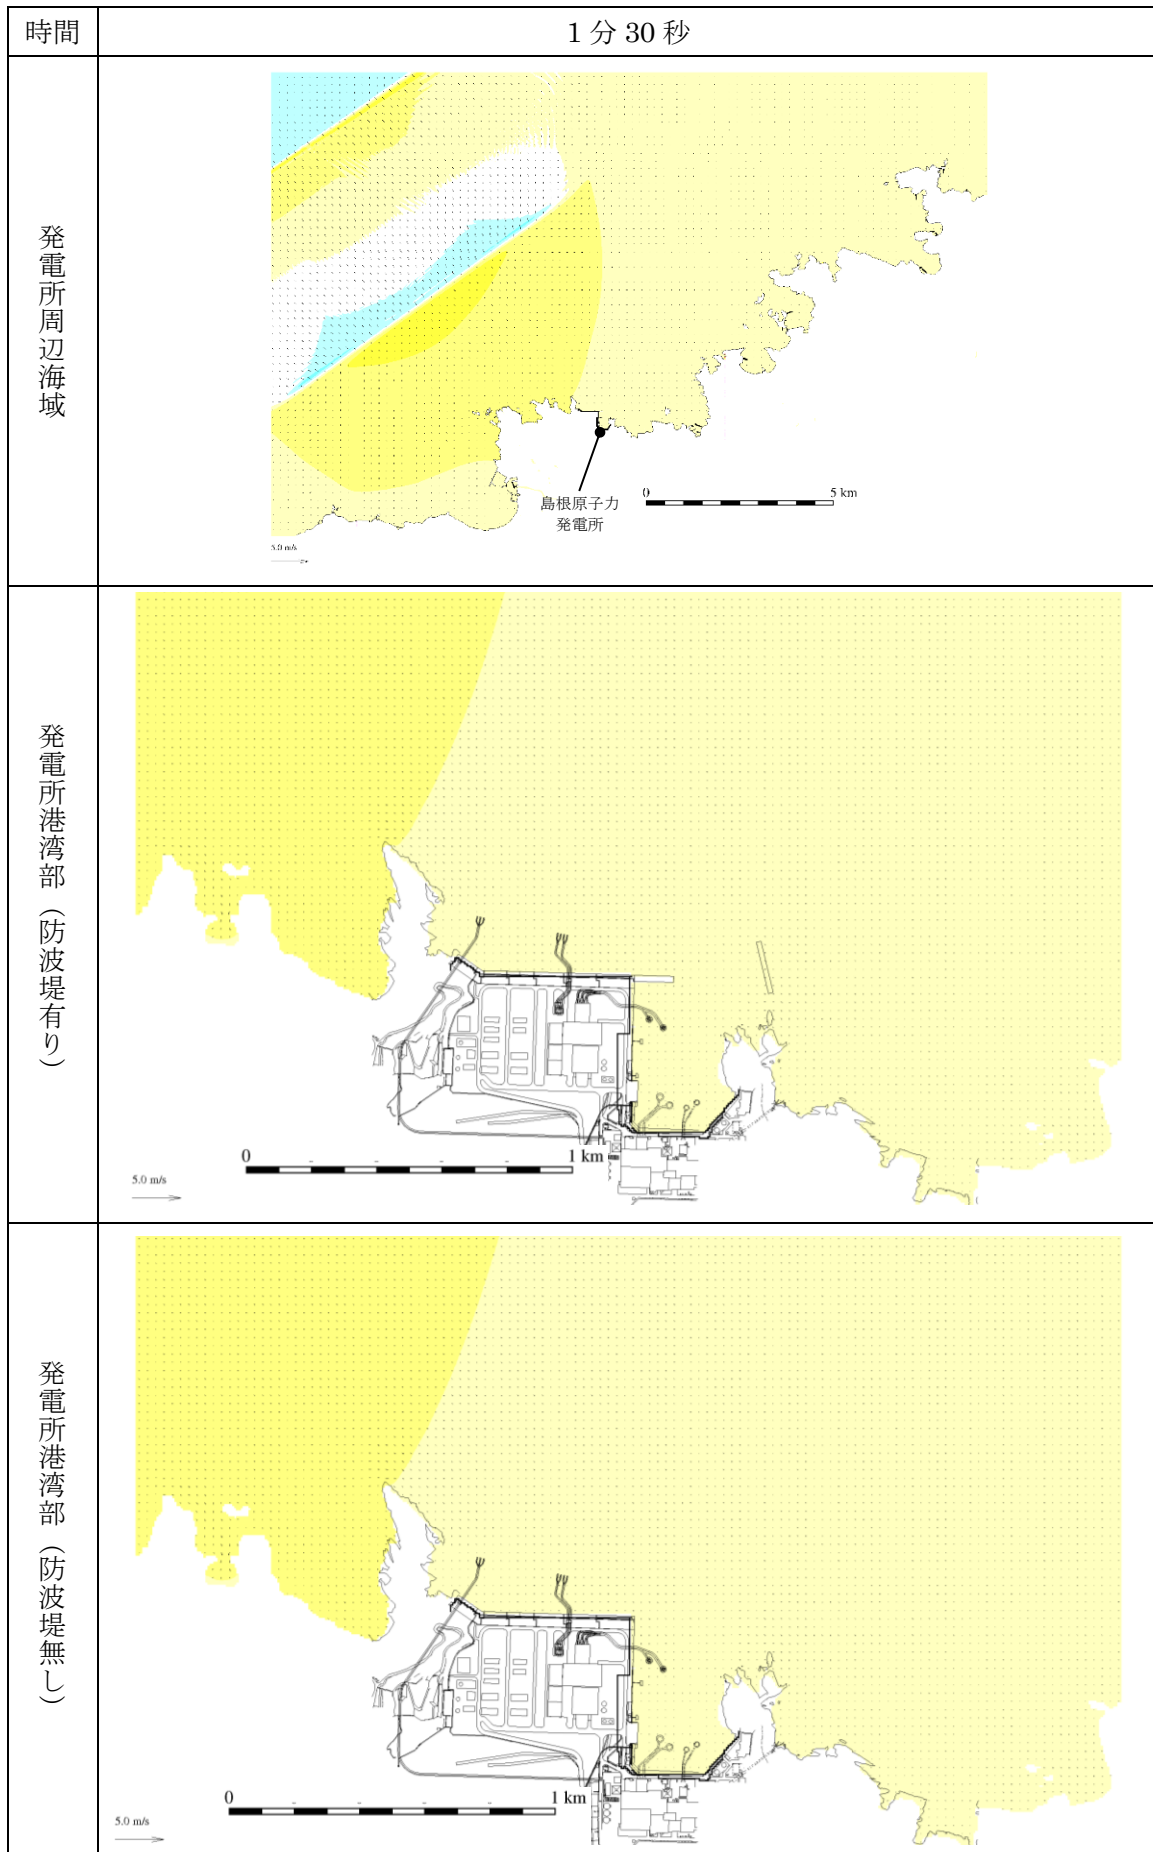 時間
1分30秒
発電所周辺海域
島根原子力
発電所
0 5 km
5.0 m/s
発電所港湾部(防波堤有り)
0 1 km
5.0 m/s
発電所港湾部(防波堤無し)
0 1 km
5.0 m/s